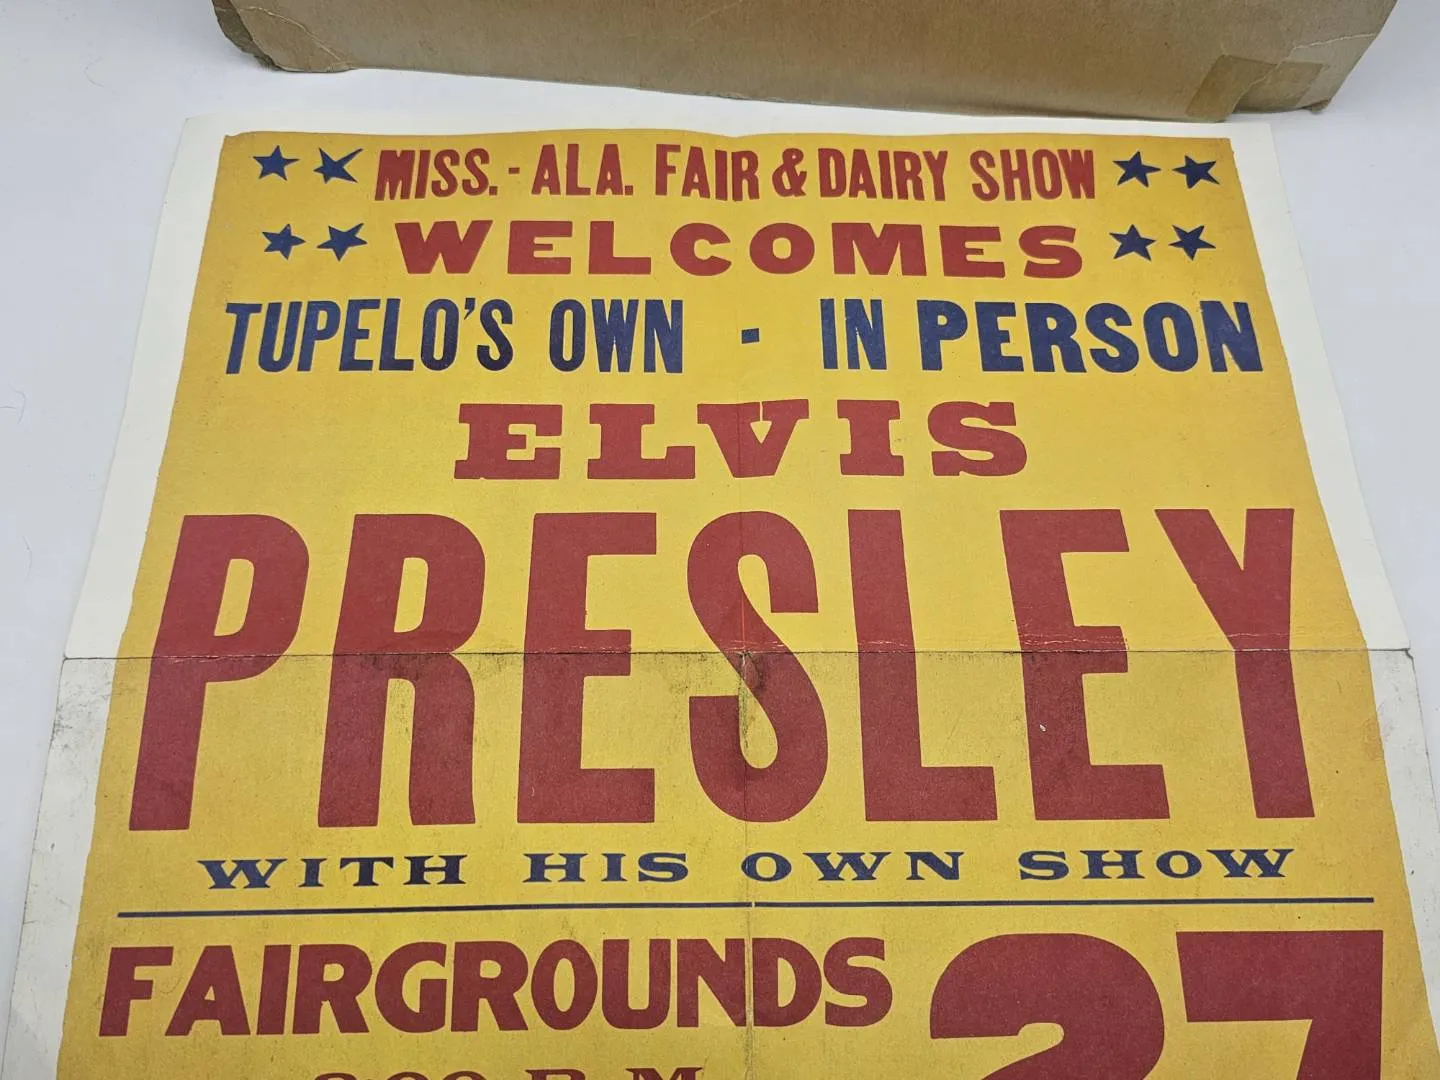 MISS. - ALA. FAIR & DAIRY SHOW
WELCOMES
TUPELO'S OWN · IN PERSON
ELVIS
PRESLEY
WITH HIS OWN SHOW
FAIRGROUNDS 27
P. M.